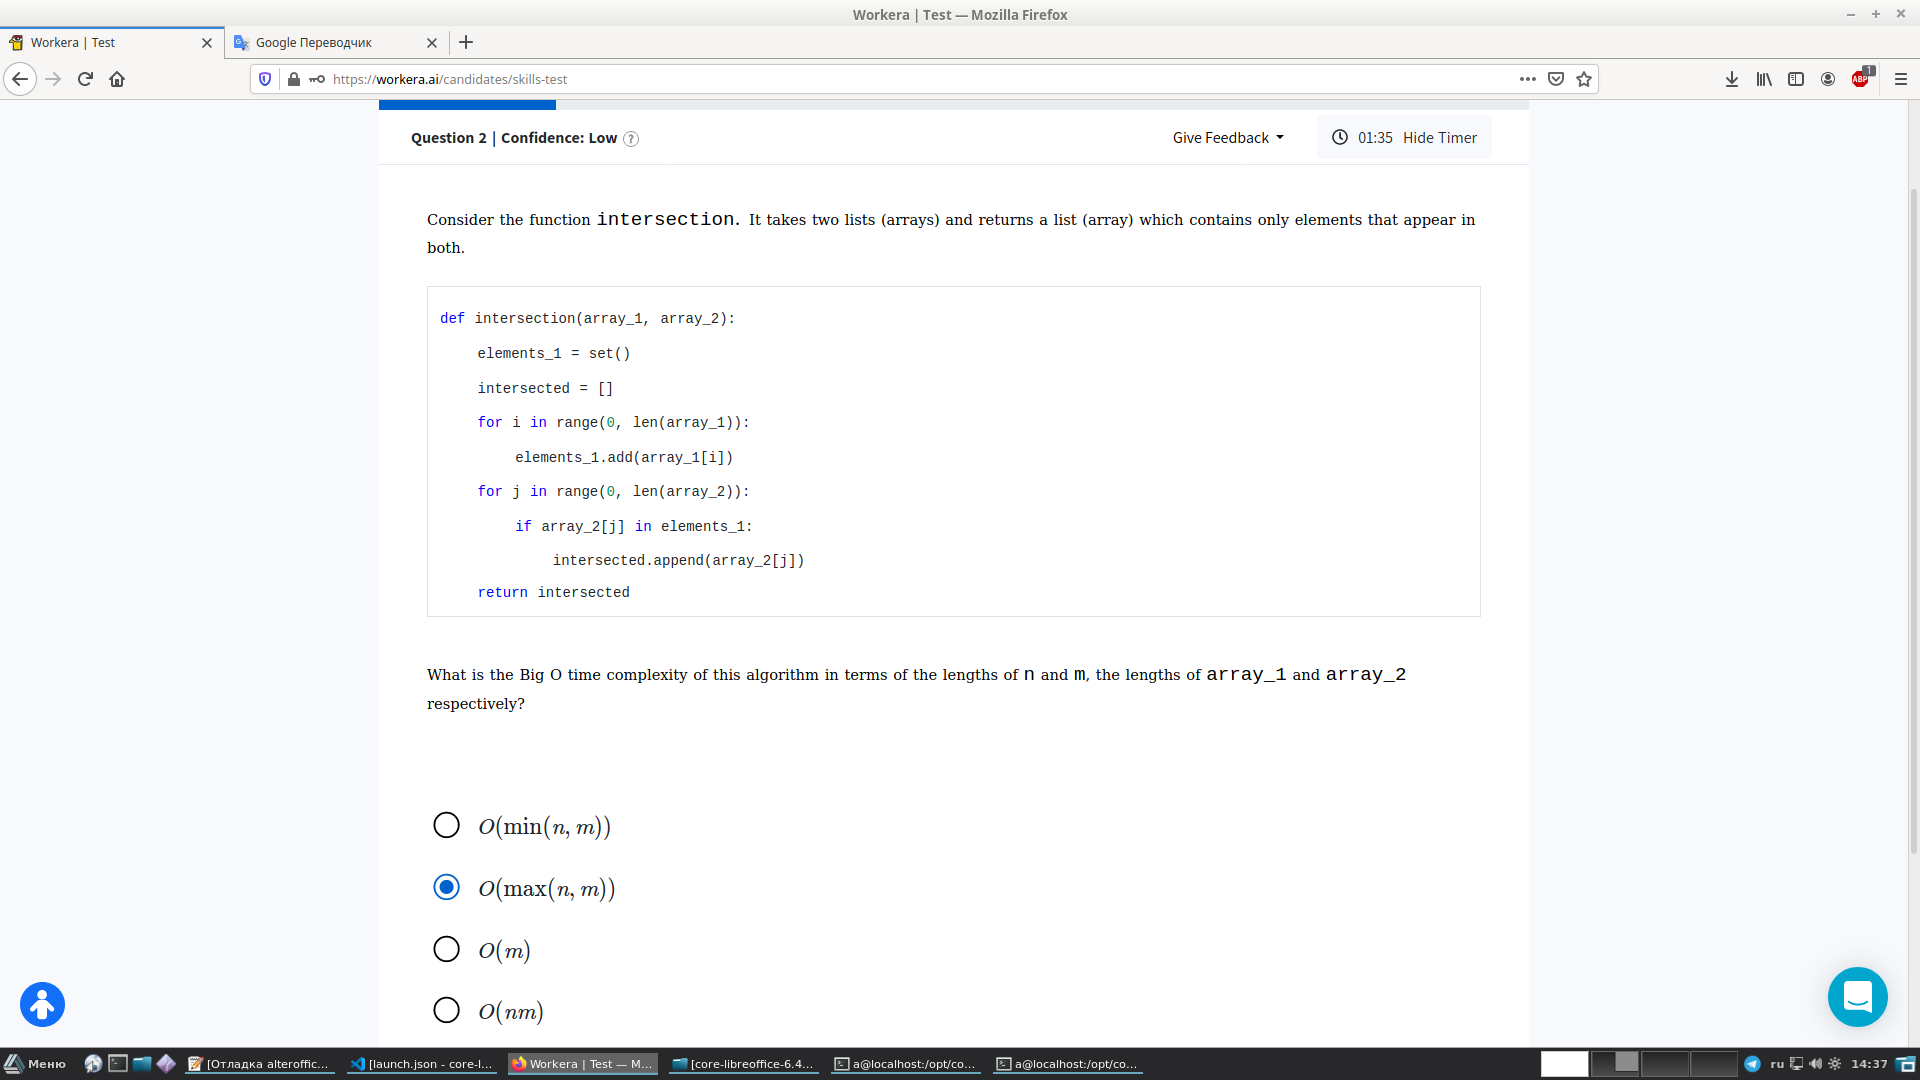 Workera | Test — Mozilla Firefox
Workera | Test
Google Переводчик
https://workera.ai/candidates/skills-test
ABP
1
Question 2 | Confidence: Low ?
Give Feedback
01:35 Hide Timer
Consider the function intersection. It takes two lists (arrays) and returns a list (array) which contains only elements that appear in
both.
def intersection(array_1, array_2):
elements_1 = set()
intersected = []
for i in range(0, len(array_1)):
elements_1.add(array_1[i])
for j in range(0, len(array_2)):
if array_2[j] in elements_1:
intersected.append(array_2[j])
return intersected
What is the Big O time complexity of this algorithm in terms of the lengths of n and m, the lengths of array_1 and array_2
respectively?
O(min(n, m))
O(max(n, m))
O(m)
O(nm)
Меню
[Отладка alteroffic...
[launch.json - core-l...
Workera | Test — M...
[core-libreoffice-6.4...
a@localhost:/opt/co...
a@localhost:/opt/co...
ru
14:37